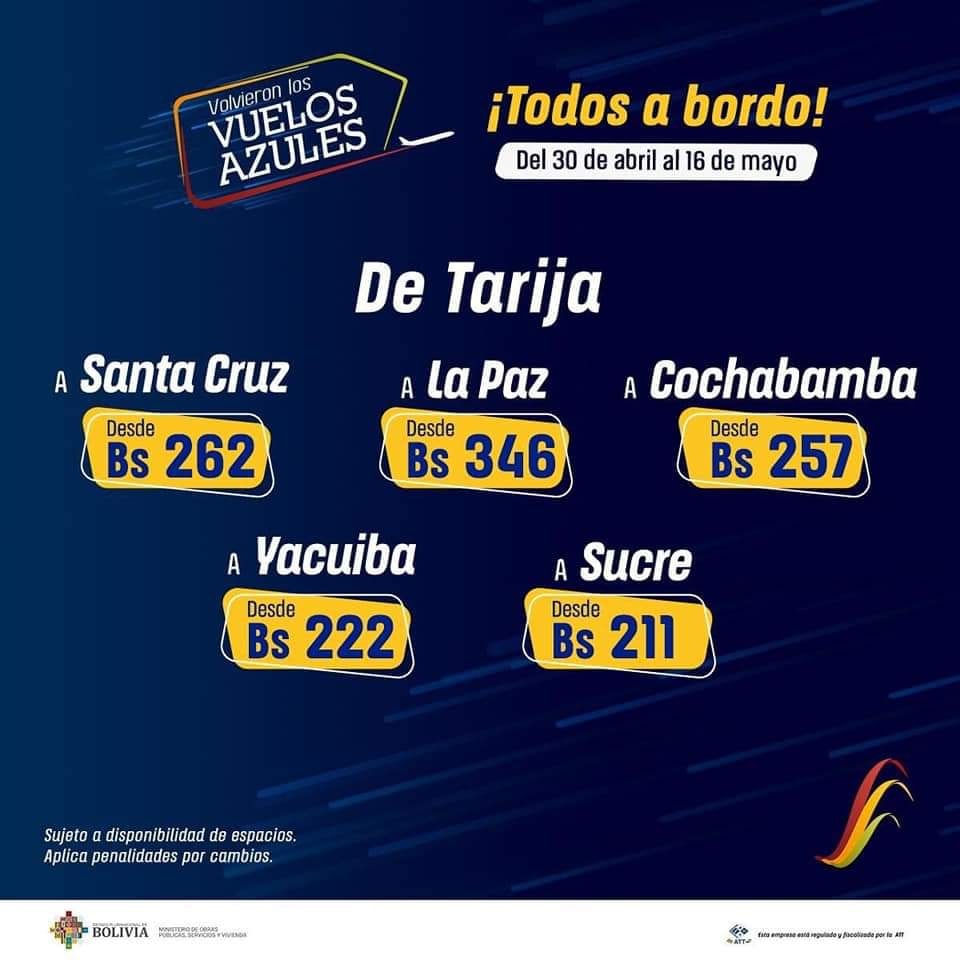 Volvieron los
VUELOS
AZULES
¡Todos a bordo!
Del 30 de abril al 16 de mayo
De Tarija
A Santa Cruz
Desde
Bs 262
A La Paz
Desde
Bs 346
A Cochabamba
Desde
Bs 257
A Yacuiba
Desde
Bs 222
A Sucre
Desde
Bs 211
Sujeto a disponibilidad de espacios.
Aplica penalidades por cambios.
ESTADO PLURINACIONAL DE
BOLIVIA
MINISTERIO DE OBRAS
PÚBLICAS, SERVICIOS Y VIVIENDA
ATT
Esta empresa está regulada y fiscalizada por la ATT